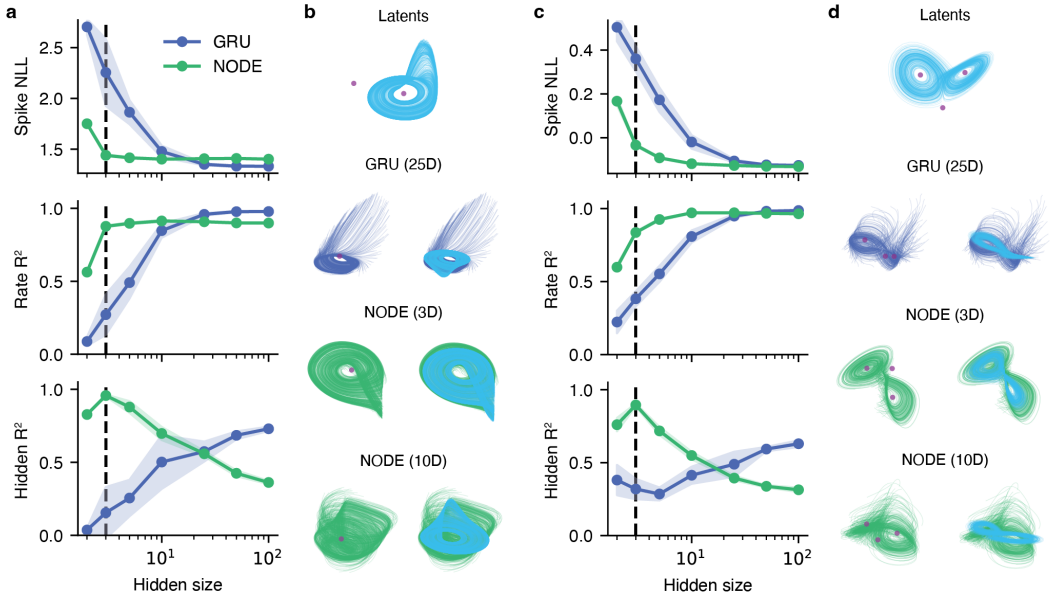 a
Spike NLL
2.5
2.0
1.5
GRU
NODE
Rate R²
1.0
0.5
0.0
Hidden R²
1.0
0.5
0.0
10¹
10²
Hidden size
b
Latents
GRU (25D)
NODE (3D)
NODE (10D)
c
Spike NLL
0.4
0.2
0.0
Rate R²
1.0
0.5
0.0
Hidden R²
1.0
0.5
0.0
10¹
10²
Hidden size
d
Latents
GRU (25D)
NODE (3D)
NODE (10D)